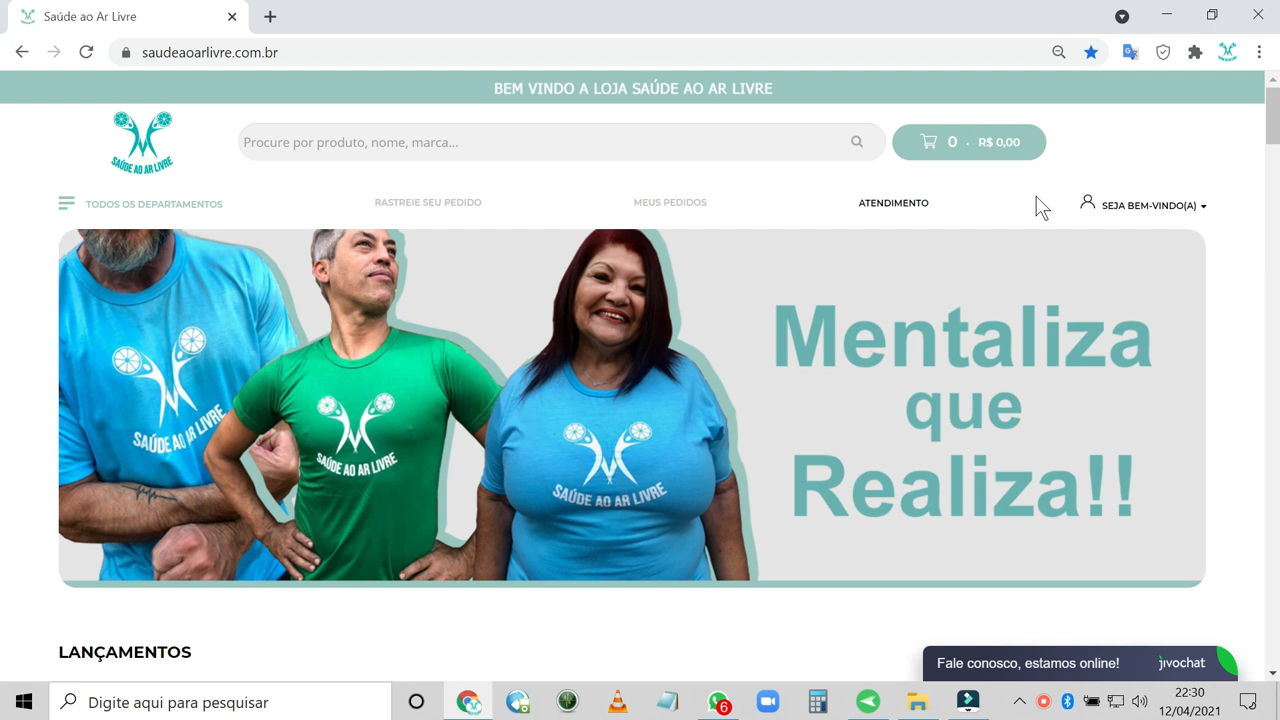 Saúde ao Ar Livre
saudeaoarlivre.com.br
BEM VINDO A LOJA SAÚDE AO AR LIVRE
SAÚDE AO AR LIVRE
Procure por produto, nome, marca...
0 - R$ 0,00
TODOS OS DEPARTAMENTOS
RASTREIE SEU PEDIDO
MEUS PEDIDOS
ATENDIMENTO
SEJA BEM-VINDO(A)
SAÚDE AO AR LIVRE
SAÚDE AO AR LIVRE
SAÚDE AO AR LIVRE
Mentaliza
que
Realiza!!
LANÇAMENTOS
Fale conosco, estamos online! jivochat
Digite aqui para pesquisar
6
22:30
12/04/2021